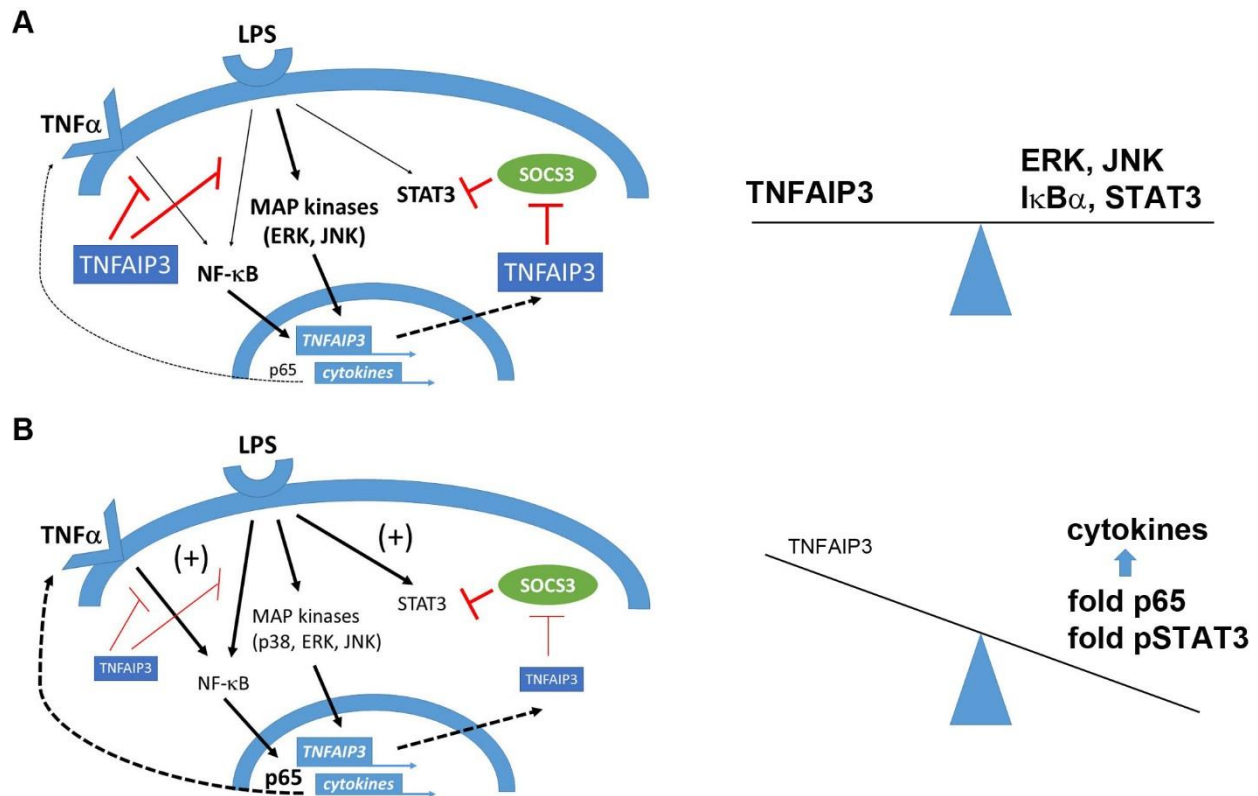 A
LPS
TNFα
STAT3
SOCS3
MAP kinases
(ERK, JNK)
TNFAIP3
NF-κB
TNFAIP3
TNFAIP3
p65
cytokines
TNFAIP3
ERK, JNK
IκBα, STAT3
B
LPS
TNFα
(+)
(+)
STAT3
SOCS3
MAP kinases
(p38, ERK, JNK)
TNFAIP3
NF-κB
TNFAIP3
TNFAIP3
p65
cytokines
TNFAIP3
cytokines
fold p65
fold pSTAT3